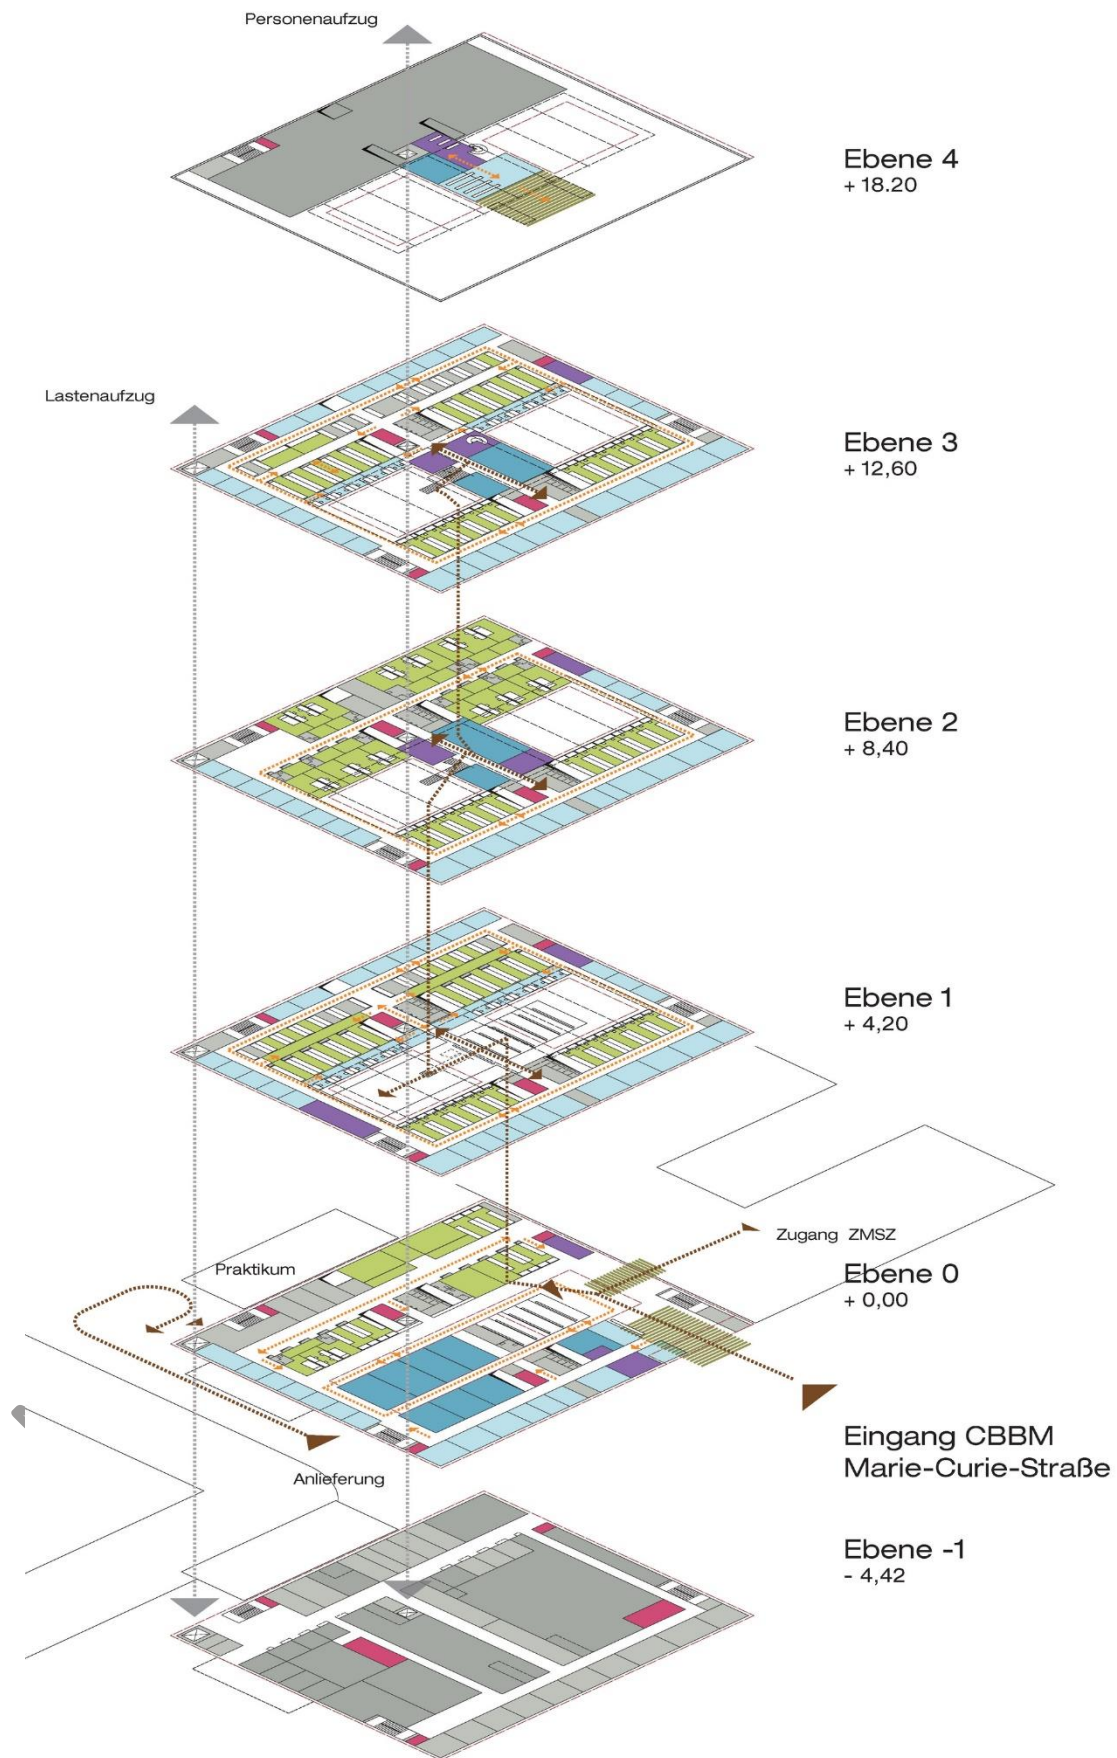 Personenaufzug
Ebene 4
+ 18.20
Lastenaufzug
Ebene 3
+ 12,60
Ebene 2
+ 8,40
Ebene 1
+ 4,20
Zugang ZMSZ
Praktikum
Ebene 0
+ 0,00
Eingang CBBM
Marie-Curie-Straße
Anlieferung
Ebene -1
- 4,42